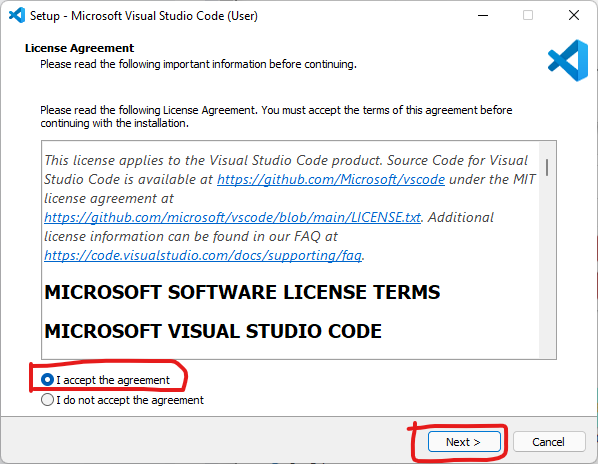 Setup - Microsoft Visual Studio Code (User)
License Agreement
Please read the following important information before continuing.
Please read the following License Agreement. You must accept the terms of this agreement before
continuing with the installation.
This license applies to the Visual Studio Code product. Source Code for Visual
Studio Code is available at https://github.com/Microsoft/vscode under the MIT
license agreement at
https://github.com/microsoft/vscode/blob/main/LICENSE.txt. Additional
license information can be found in our FAQ at
https://code.visualstudio.com/docs/supporting/faq.
MICROSOFT SOFTWARE LICENSE TERMS
MICROSOFT VISUAL STUDIO CODE
I accept the agreement
I do not accept the agreement
Next >
Cancel